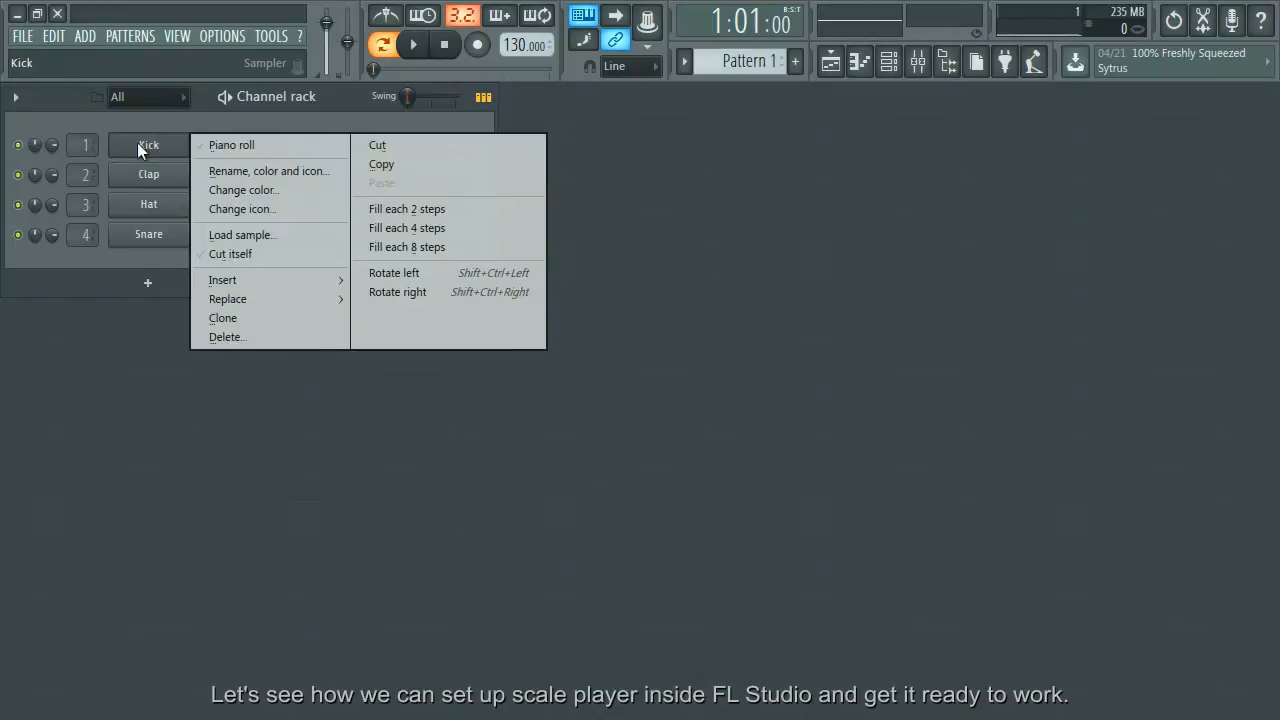 3.2
1:01:00
B:S:T
1
235 MB
0
FILE EDIT ADD PATTERNS VIEW OPTIONS TOOLS ?
130.000
Kick
Sampler
Line
Pattern 1
+
04/21 100% Freshly Squeezed
Sytrus
?
All
Channel rack
Swing
1
Kick
2
Clap
3
Hat
4
Snare
+
Piano roll
Rename, color and icon...
Change color...
Change icon...
Load sample...
Cut itself
Insert
Replace
Clone
Delete...
Cut
Copy
Paste
Fill each 2 steps
Fill each 4 steps
Fill each 8 steps
Rotate left Shift+Ctrl+Left
Rotate right Shift+Ctrl+Right
Let's see how we can set up scale player inside FL Studio and get it ready to work.